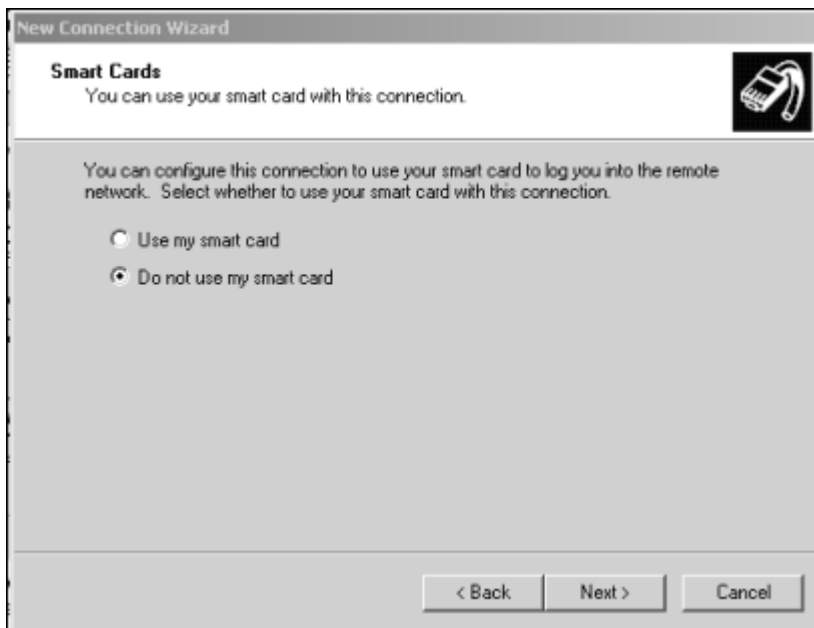 New Connection Wizard
Smart Cards
You can use your smart card with this connection.
You can configure this connection to use your smart card to log you into the remote
network. Select whether to use your smart card with this connection.
Use my smart card
Do not use my smart card
< Back
Next >
Cancel